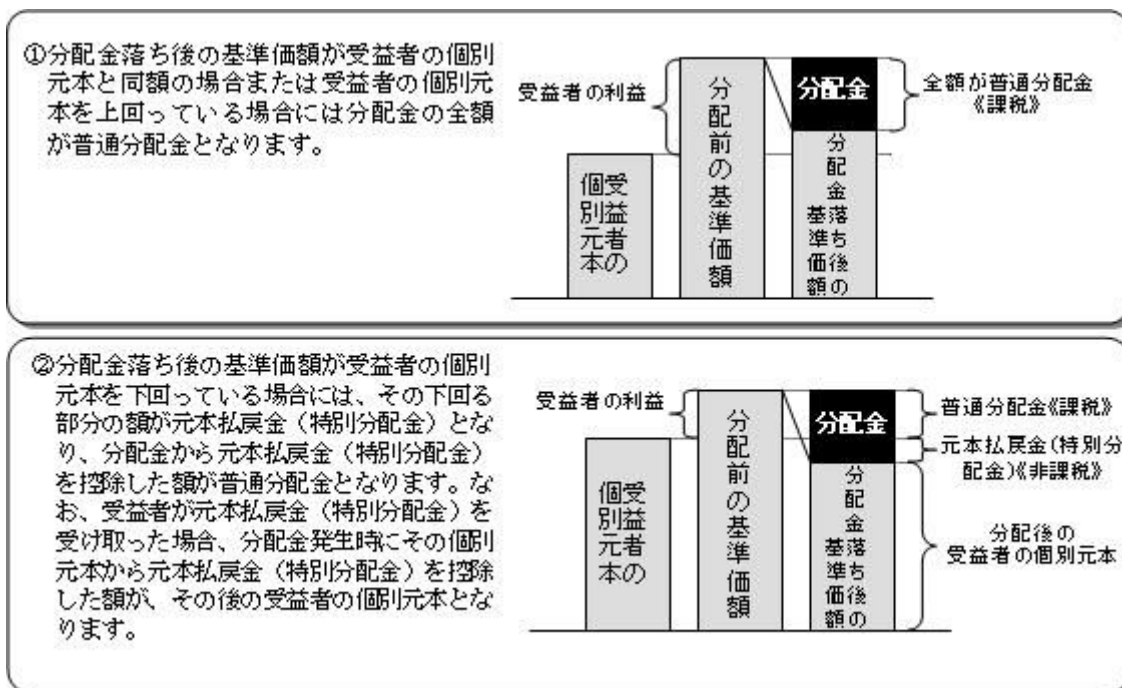 ①分配金落ち後の基準価額が受益者の個別
元本と同額の場合または受益者の個別元
本を上回っている場合には分配金の全額
が普通分配金となります。
受益者の利益
受益者の
個別元本
分配前の基準価額
分配金
分配金落ち後の
基準価額
全額が普通分配金
《課税》
②分配金落ち後の基準価額が受益者の個別
元本を下回っている場合には、その下回る
部分の額が元本払戻金（特別分配金）とな
り、分配金から元本払戻金（特別分配金）
を控除した額が普通分配金となります。な
お、受益者が元本払戻金（特別分配金）を
受け取った場合、分配金発生時にその個別
元本から元本払戻金（特別分配金）を控除
した額が、その後の受益者の個別元本とな
ります。
受益者の利益
受益者の
個別元本
分配前の基準価額
分配金
分配金落ち後の
基準価額
普通分配金《課税》
元本払戻金(特別分
配金)《非課税》
分配後の
受益者の個別元本